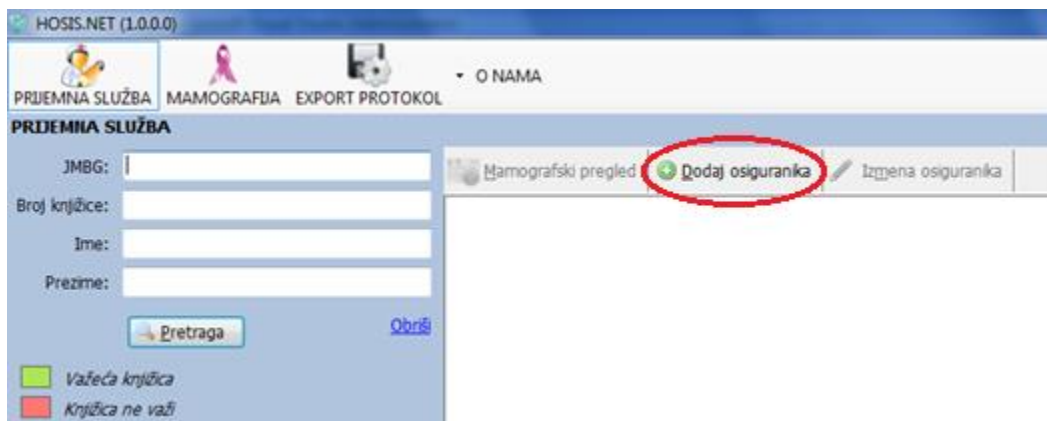 HOSIS.NET (1.0.0.0)
PRIJEMNA SLUŽBA MAMOGRAFIJA EXPORT PROTOKOL O NAMA
PRIJEMNA SLUŽBA
JMBG:
Mamografski pregled Dodaj osiguranika Izmena osiguranika
Broj knjižice:
Ime:
Prezime:
Pretraga Obriši
Važeća knjižica
Knjižica ne važi